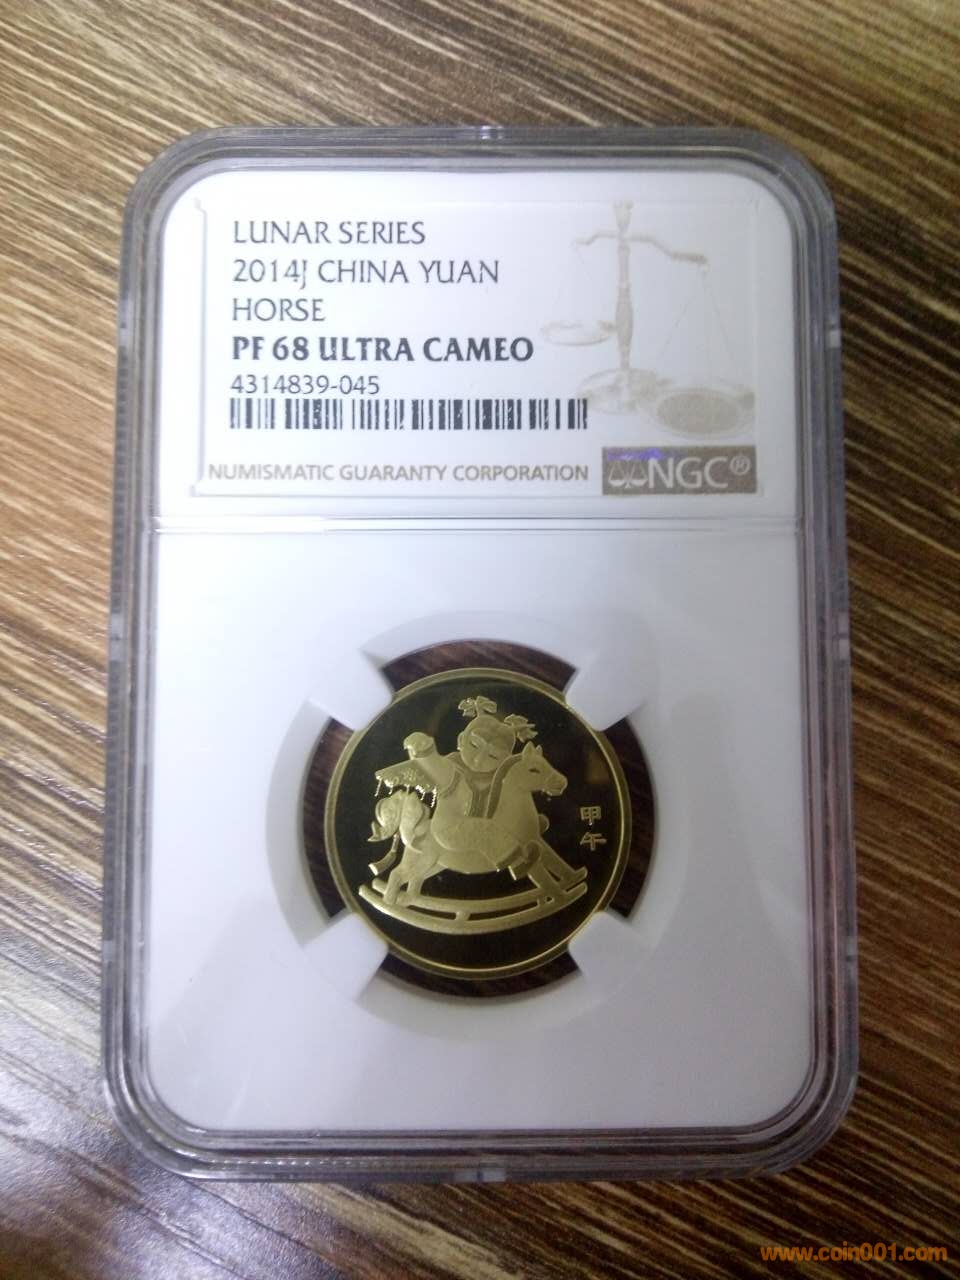 LUNAR SERIES
2014J CHINA YUAN
HORSE
PF 68 ULTRA CAMEO
4314839-045
NUMISMATIC GUARANTY CORPORATION
NGC®
甲
午
www.coin001.com